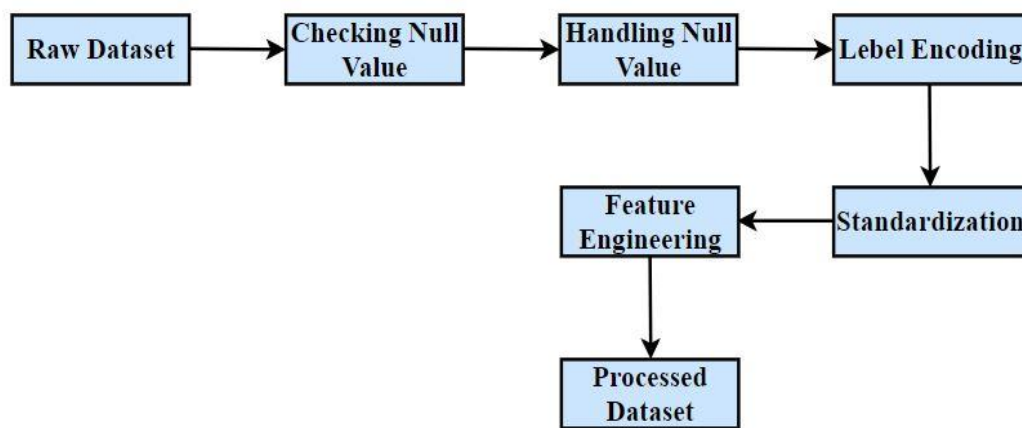 Raw Dataset
Checking Null
Value
Handling Null
Value
Lebel Encoding
Standardization
Feature
Engineering
Processed
Dataset